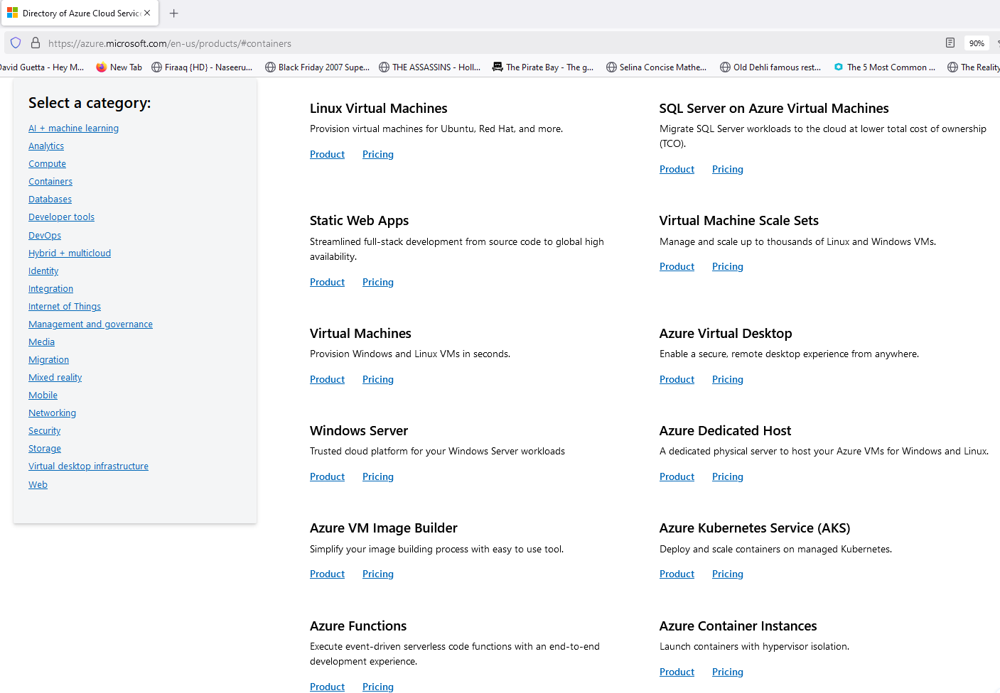 Directory of Azure Cloud Servic
https://azure.microsoft.com/en-us/products/#containers
90%
David Guetta - Hey M...
New Tab
Firaaq {HD} - Naseeru...
Black Friday 2007 Supe...
THE ASSASSINS - Holl...
The Pirate Bay - The g...
Selina Concise Mathe...
Old Dehli famous rest...
The 5 Most Common ...
The Reality
Select a category:
AI + machine learning
Analytics
Compute
Containers
Databases
Developer tools
DevOps
Hybrid + multicloud
Identity
Integration
Internet of Things
Management and governance
Media
Migration
Mixed reality
Mobile
Networking
Security
Storage
Virtual desktop infrastructure
Web
Linux Virtual Machines
Provision virtual machines for Ubuntu, Red Hat, and more.
Product Pricing
SQL Server on Azure Virtual Machines
Migrate SQL Server workloads to the cloud at lower total cost of ownership
(TCO).
Product Pricing
Static Web Apps
Streamlined full-stack development from source code to global high
availability.
Product Pricing
Virtual Machine Scale Sets
Manage and scale up to thousands of Linux and Windows VMs.
Product Pricing
Virtual Machines
Provision Windows and Linux VMs in seconds.
Product Pricing
Azure Virtual Desktop
Enable a secure, remote desktop experience from anywhere.
Product Pricing
Windows Server
Trusted cloud platform for your Windows Server workloads
Product Pricing
Azure Dedicated Host
A dedicated physical server to host your Azure VMs for Windows and Linux.
Product Pricing
Azure VM Image Builder
Simplify your image building process with easy to use tool.
Product Pricing
Azure Kubernetes Service (AKS)
Deploy and scale containers on managed Kubernetes.
Product Pricing
Azure Functions
Execute event-driven serverless code functions with an end-to-end
development experience.
Product Pricing
Azure Container Instances
Launch containers with hypervisor isolation.
Product Pricing